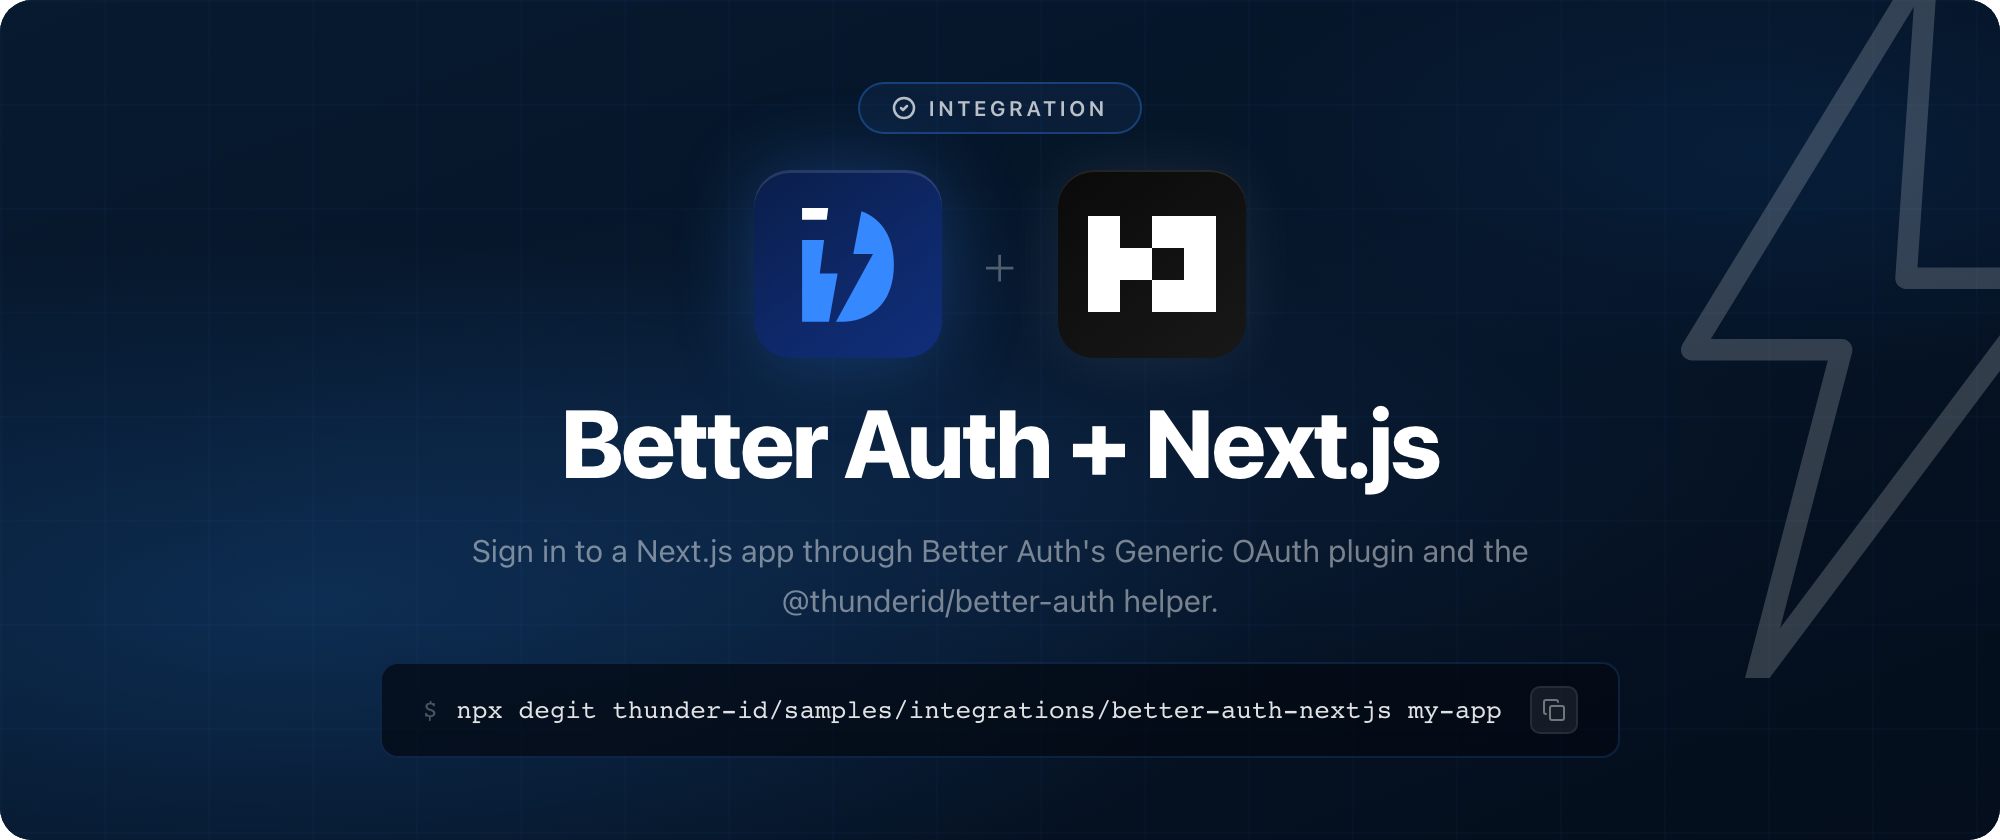 INTEGRATION
Better Auth + Next.js
Sign in to a Next.js app through Better Auth's Generic OAuth plugin and the
@thunderid/better-auth helper.
$ npx degit thunder-id/samples/integrations/better-auth-nextjs my-app